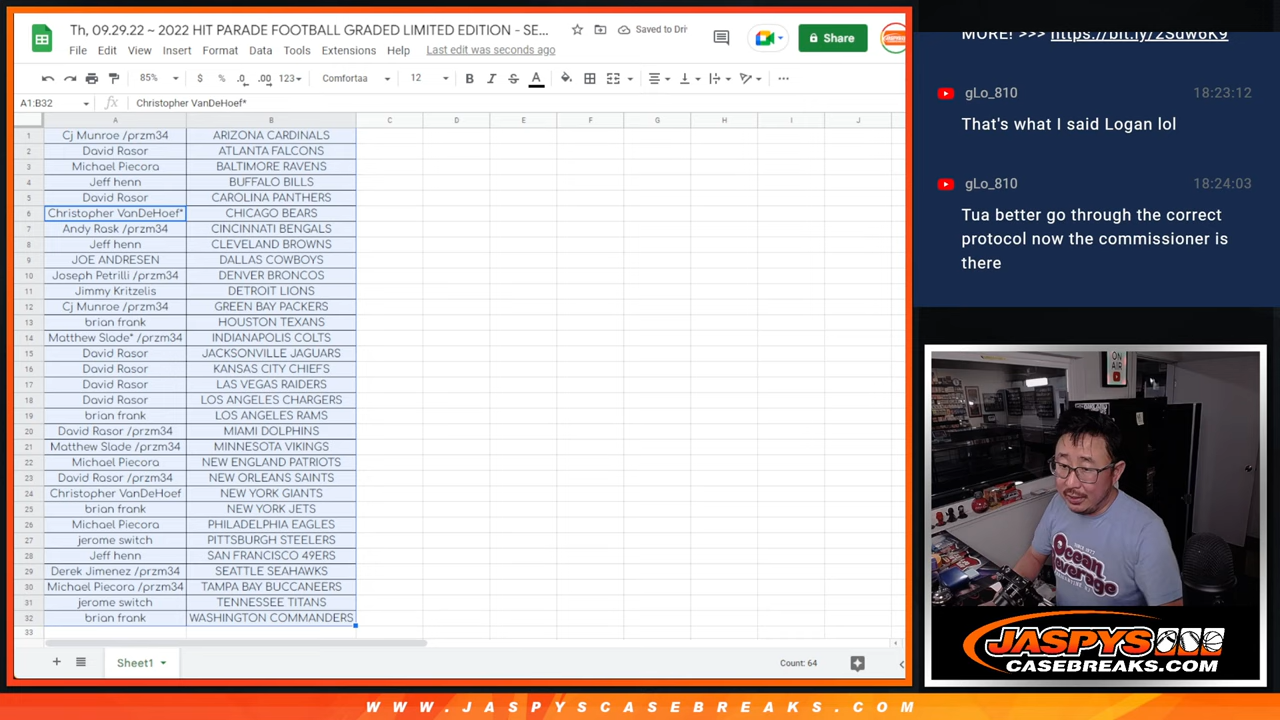 Th, 09.29.22 ~ 2022 HIT PARADE FOOTBALL GRADED LIMITED EDITION - SE...
Saved to Dri
Share
File Edit View Insert Format Data Tools Extensions Help Last edit was seconds ago
85% $ % .0 .00 123 Comfortaa 12 B I S A
A1:B32 fx Christopher VanDeHoef*
A B C D E F G H I J
1 Cj Munroe /przm34 ARIZONA CARDINALS
2 David Rasor ATLANTA FALCONS
3 Michael Piecora BALTIMORE RAVENS
4 Jeff henn BUFFALO BILLS
5 David Rasor CAROLINA PANTHERS
6 Christopher VanDeHoef* CHICAGO BEARS
7 Andy Rask /przm34 CINCINNATI BENGALS
8 Jeff henn CLEVELAND BROWNS
9 JOE ANDRESEN DALLAS COWBOYS
10 Joseph Petrilli /przm34 DENVER BRONCOS
11 Jimmy Kritzelis DETROIT LIONS
12 Cj Munroe /przm34 GREEN BAY PACKERS
13 brian frank HOUSTON TEXANS
14 Matthew Slade* /przm34 INDIANAPOLIS COLTS
15 David Rasor JACKSONVILLE JAGUARS
16 David Rasor KANSAS CITY CHIEFS
17 David Rasor LAS VEGAS RAIDERS
18 David Rasor LOS ANGELES CHARGERS
19 brian frank LOS ANGELES RAMS
20 David Rasor /przm34 MIAMI DOLPHINS
21 Matthew Slade /przm34 MINNESOTA VIKINGS
22 Michael Piecora NEW ENGLAND PATRIOTS
23 David Rasor /przm34 NEW ORLEANS SAINTS
24 Christopher VanDeHoef NEW YORK GIANTS
25 brian frank NEW YORK JETS
26 Michael Piecora PHILADELPHIA EAGLES
27 jerome switch PITTSBURGH STEELERS
28 Jeff henn SAN FRANCISCO 49ERS
29 Derek Jimenez /przm34 SEATTLE SEAHAWKS
30 Michael Piecora /przm34 TAMPA BAY BUCCANEERS
31 jerome switch TENNESSEE TITANS
32 brian frank WASHINGTON COMMANDERS
33
Sheet1
Count: 64
MORE! >>> https://bit.ly/2Sdw6K9
gLo_810 18:23:12
That's what I said Logan lol
gLo_810 18:24:03
Tua better go through the correct
protocol now the commissioner is
there
ON
AIR
Ocean
Beverage
JASPYS
CASEBREAKS.COM
WWW.JASPYSCASEBREAKS.COM